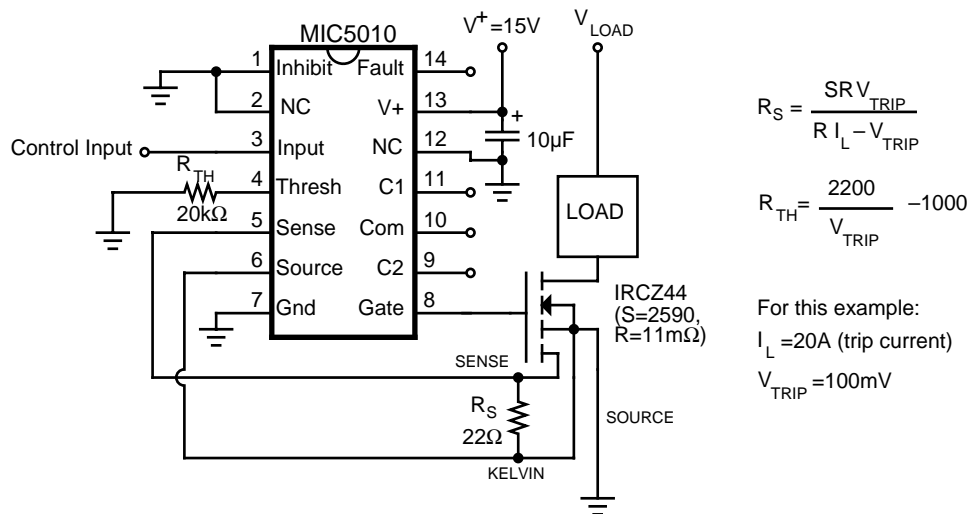 MIC5010
V+=15V
VLOAD
1 Inhibit Fault 14
2 NC V+ 13
3 Input NC 12
4 Thresh C1 11
5 Sense Com 10
6 Source C2 9
7 Gnd Gate 8
Control Input
RTH
20kΩ
+
10µF
LOAD
IRCZ44
(S=2590,
R=11mΩ)
SENSE
RS
22Ω
SOURCE
KELVIN
RS = SR VTRIP / R IL – VTRIP
RTH = 2200 / VTRIP –1000
For this example:
IL =20A (trip current)
VTRIP =100mV